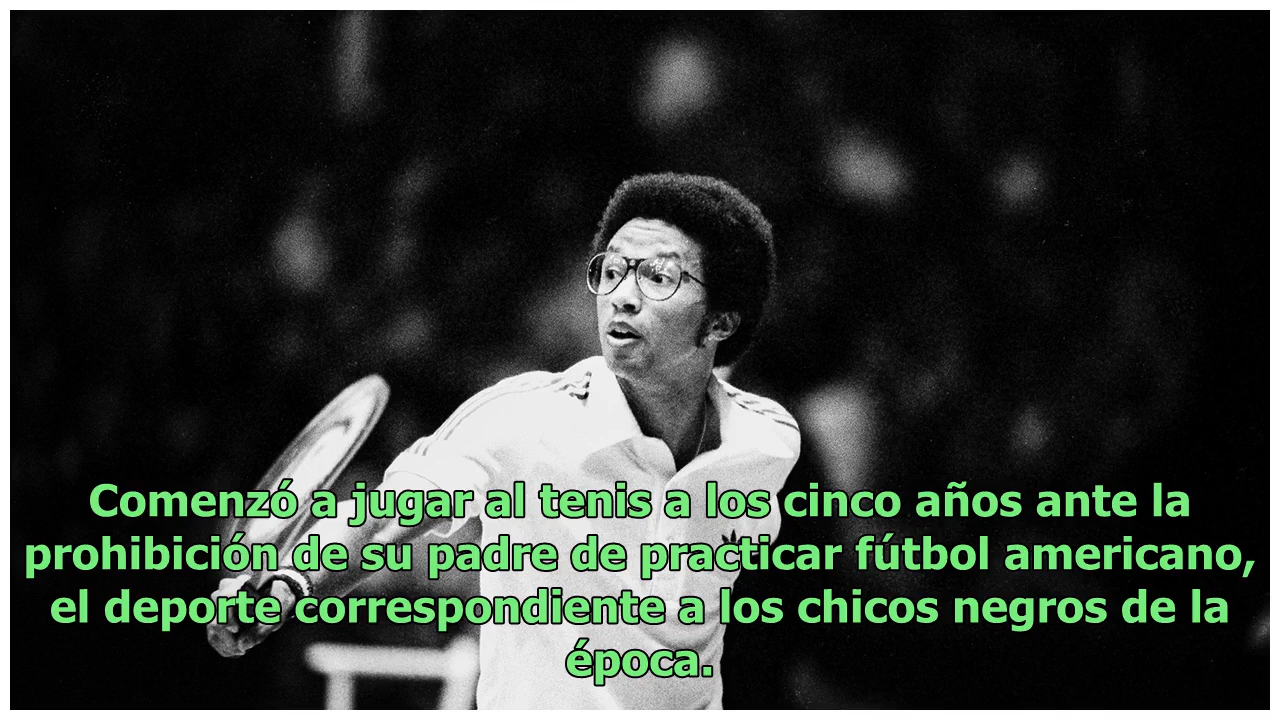 Comenzó a jugar al tenis a los cinco años ante la
prohibición de su padre de practicar fútbol americano,
el deporte correspondiente a los chicos negros de la
época.